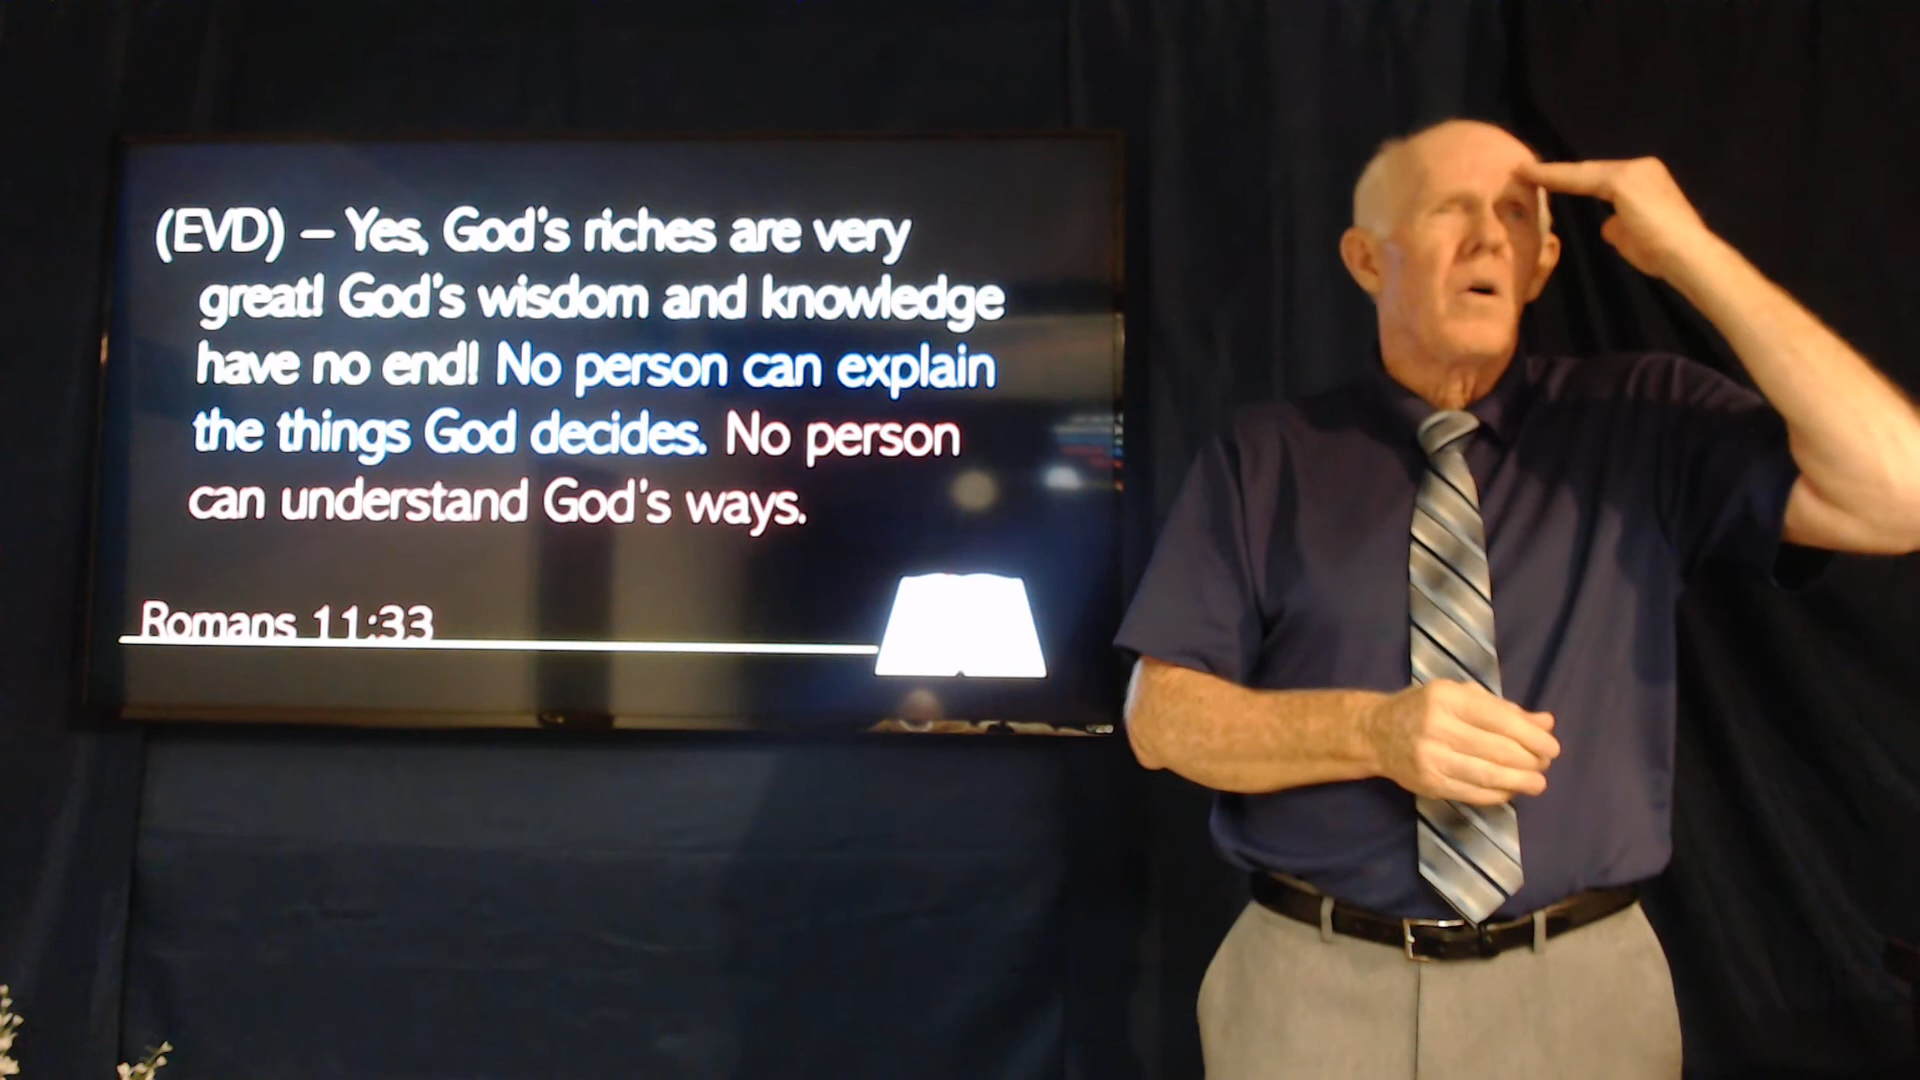 (EVD) – Yes, God's riches are very
great! God's wisdom and knowledge
have no end! No person can explain
the things God decides. No person
can understand God's ways.
Romans 11:33